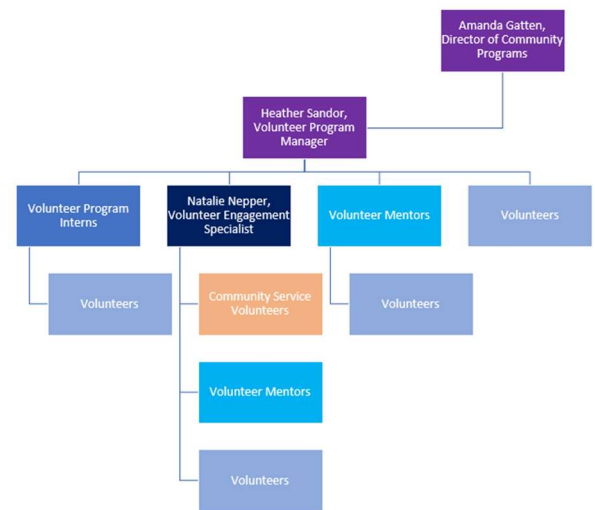 Amanda Gatten,
Director of Community
Programs
Heather Sandor,
Volunteer Program
Manager
Volunteer Program
Interns
Natalie Nepper,
Volunteer Engagement
Specialist
Volunteer Mentors
Volunteers
Volunteers
Community Service
Volunteers
Volunteers
Volunteer Mentors
Volunteers